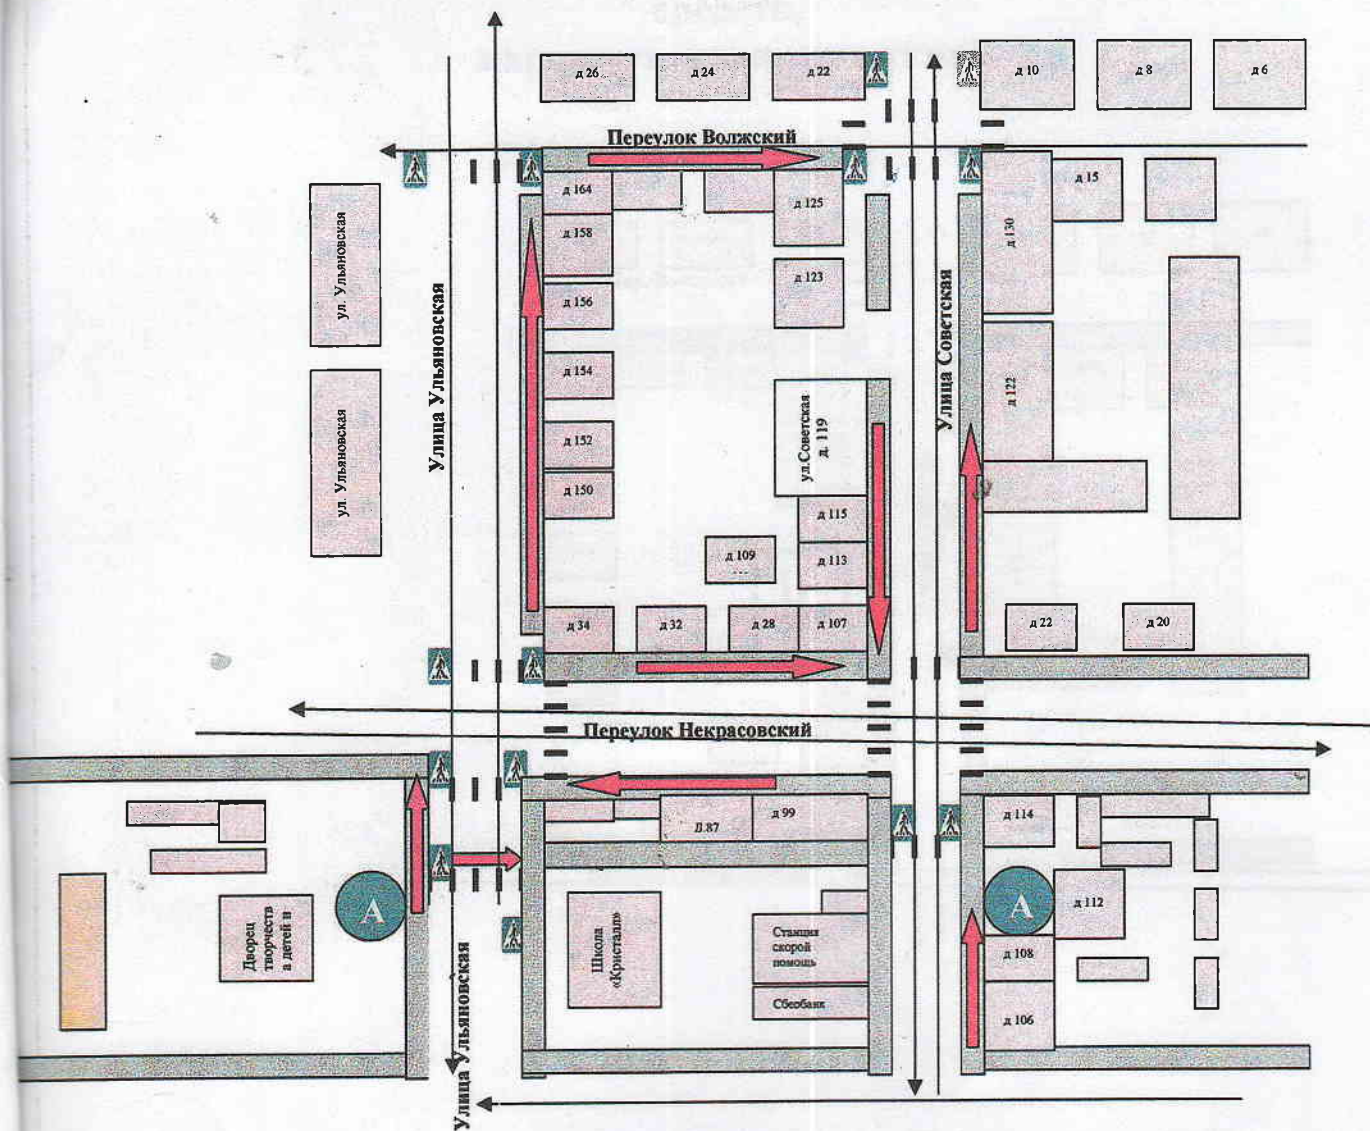 д 26
д 24
д 22
д 10
д 8
д 6
Переулок Волжский
д 164
д 125
д 15
д 158
д 130
ул. Ульяновская
д 123
Улица Ульяновская
д 156
Улица Советская
д 154
д 122
ул. Ульяновская
д 152
ул.Советская
д. 119
д 150
д 115
д 109
д 113
д 34
д 32
д 28
д 107
д 22
д 20
Переулок Некрасовский
Д.87
д 99
д 114
А
А
д 112
Дворец
творчеств
а детей и
Школа
«Кристалл»
Станция
скорой
помощь
д 108
Сбербанк
д 106
Улица Ульяновская